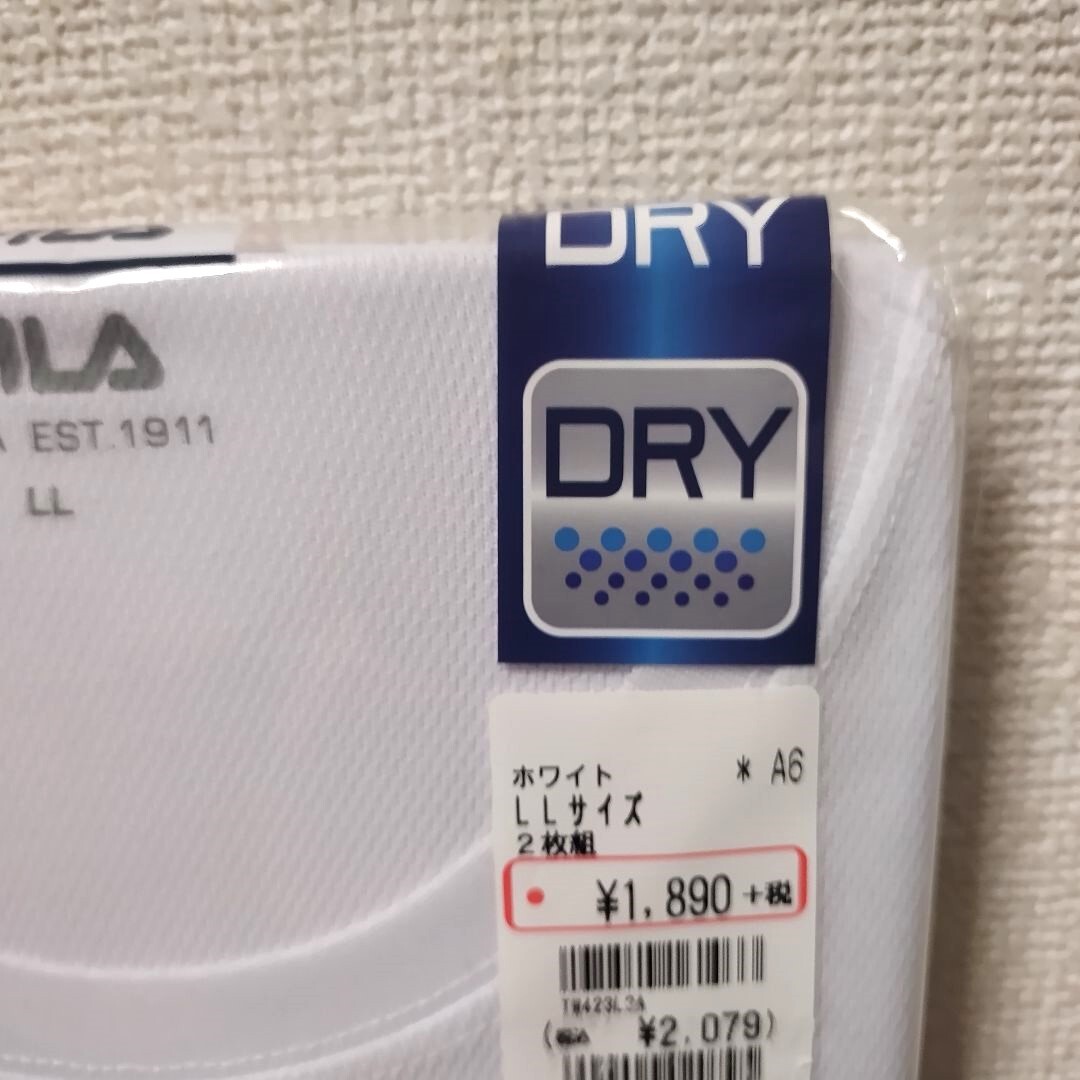 DRY
ILA
EST.1911
LL
DRY
ホワイト * A6
LLサイズ
2枚組
¥1,890+税
TW423L3A
(税込 ¥2,079)